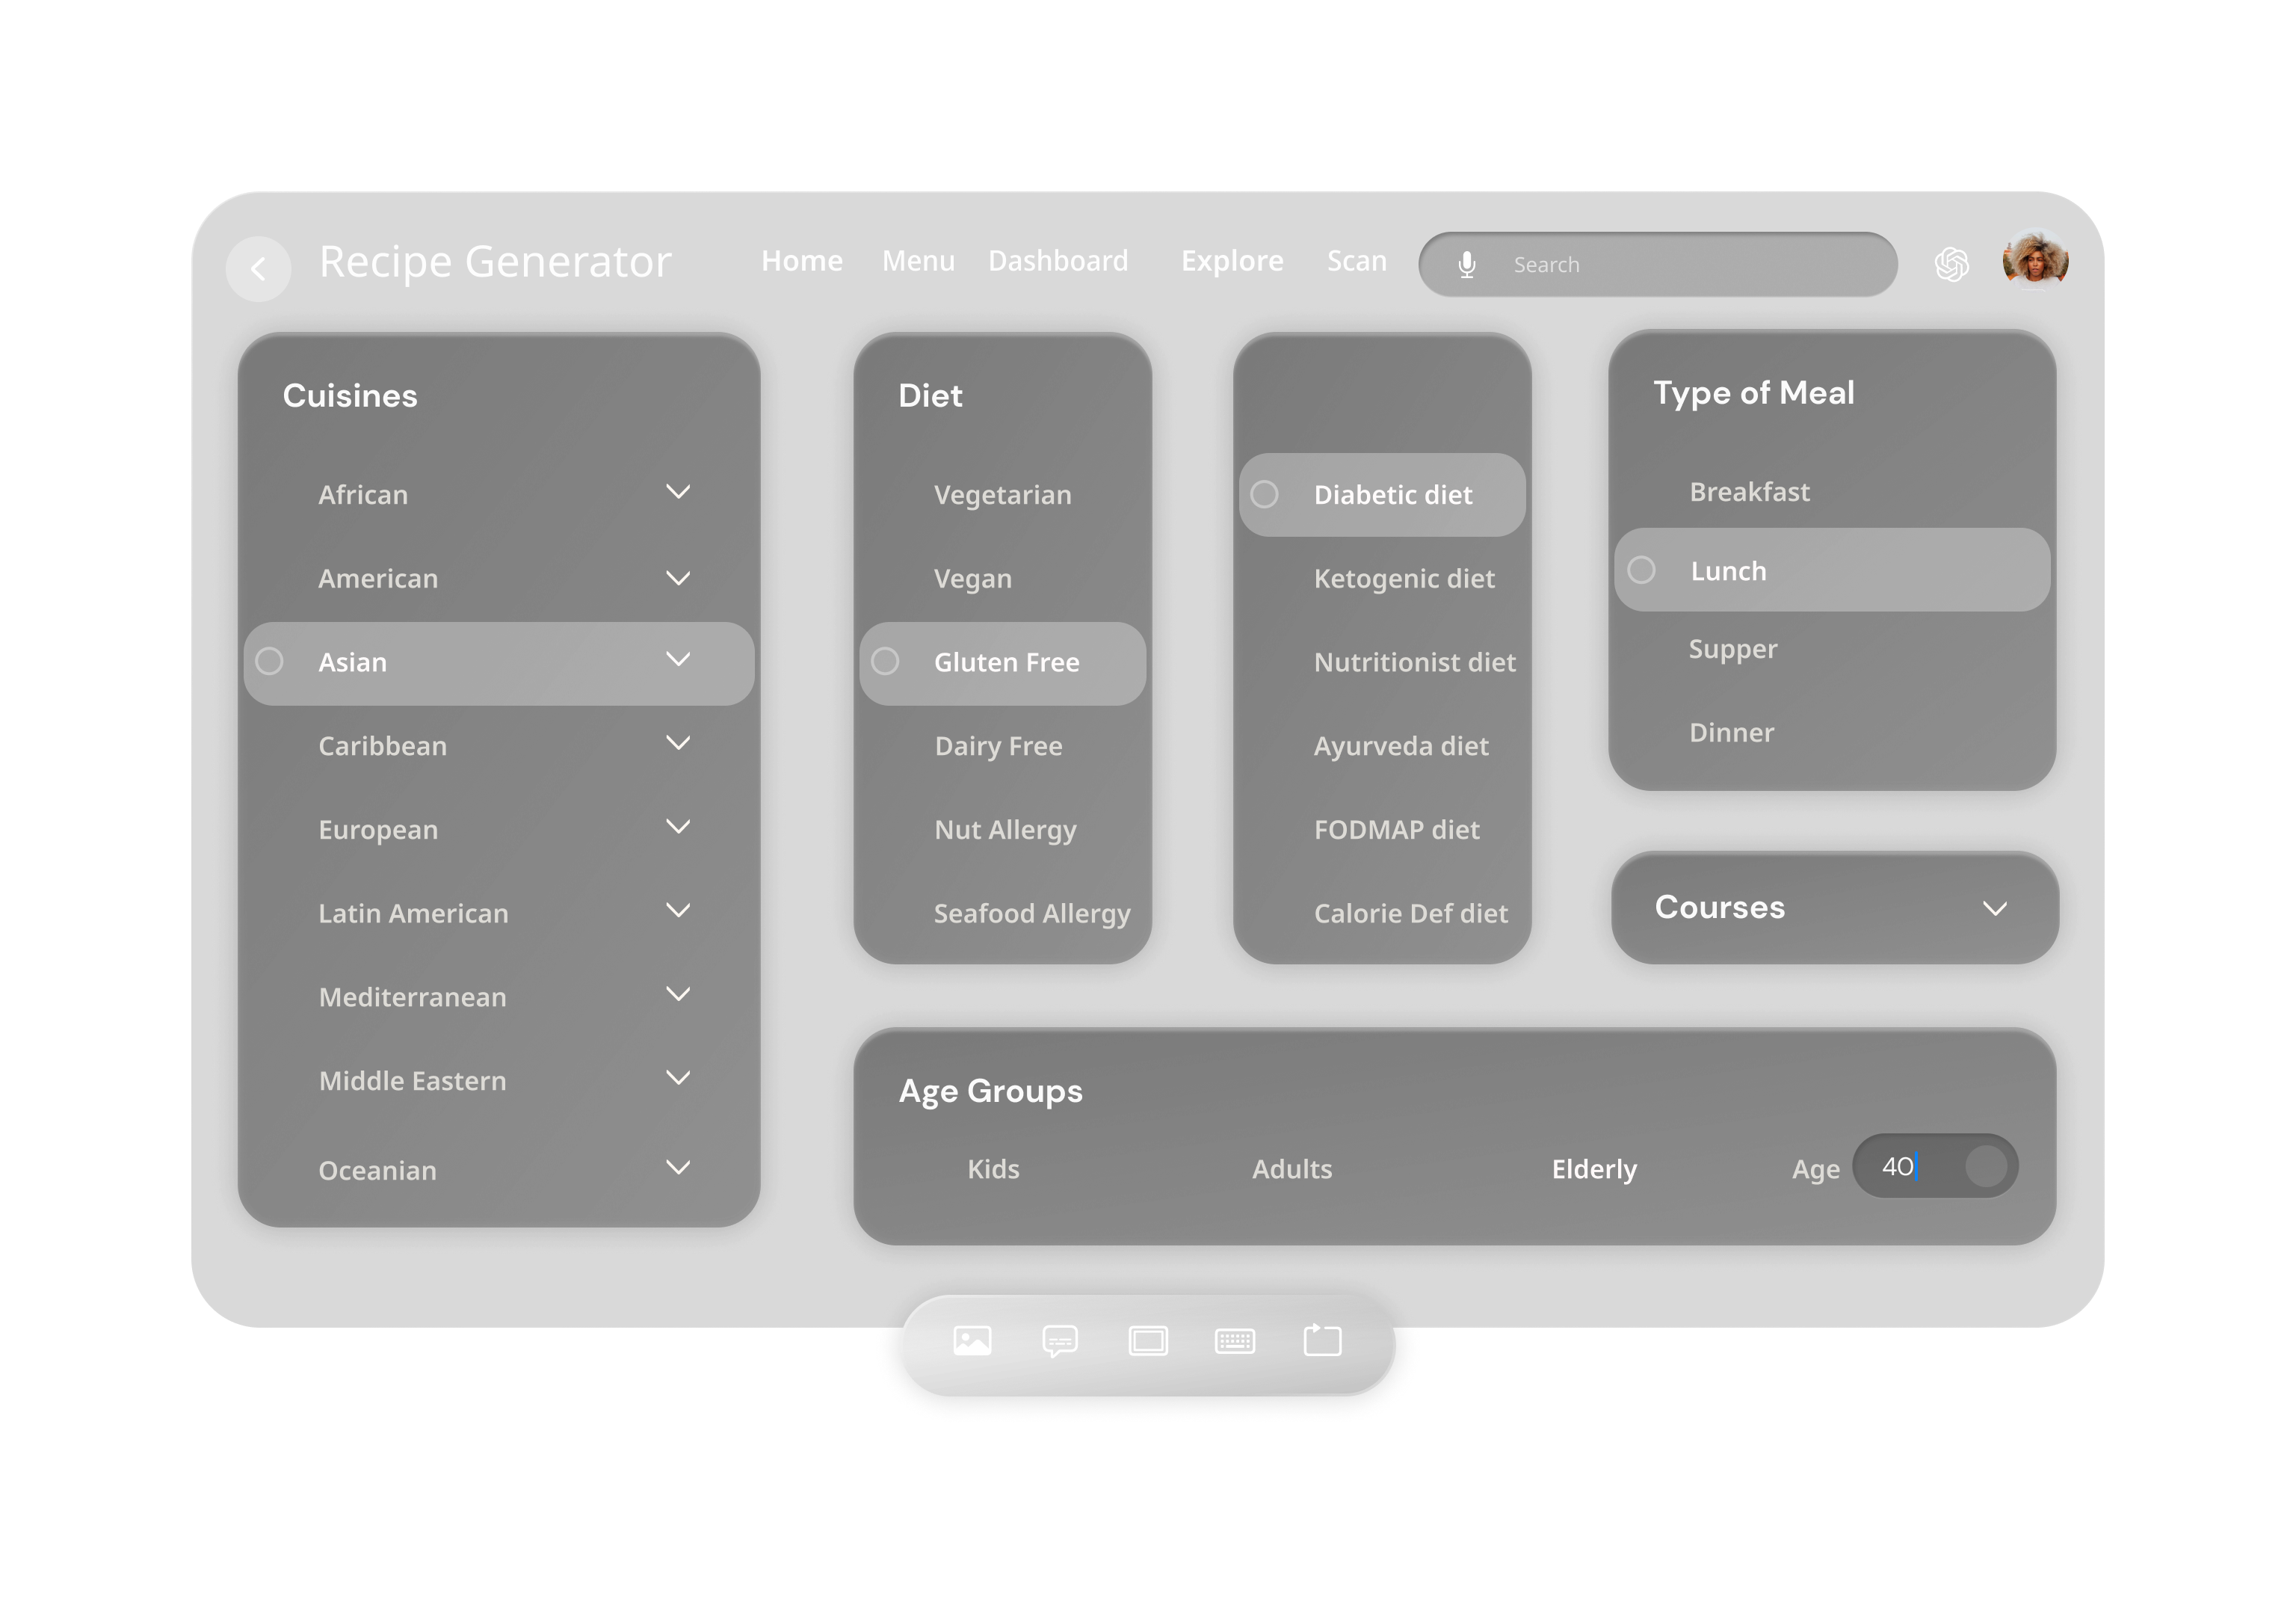 Recipe Generator
Home Menu Dashboard Explore Scan
Search
Cuisines
African
American
Asian
Caribbean
European
Latin American
Mediterranean
Middle Eastern
Oceanian
Diet
Vegetarian
Vegan
Gluten Free
Dairy Free
Nut Allergy
Seafood Allergy
Diabetic diet
Ketogenic diet
Nutritionist diet
Ayurveda diet
FODMAP diet
Calorie Def diet
Type of Meal
Breakfast
Lunch
Supper
Dinner
Courses
Age Groups
Kids Adults Elderly Age 40